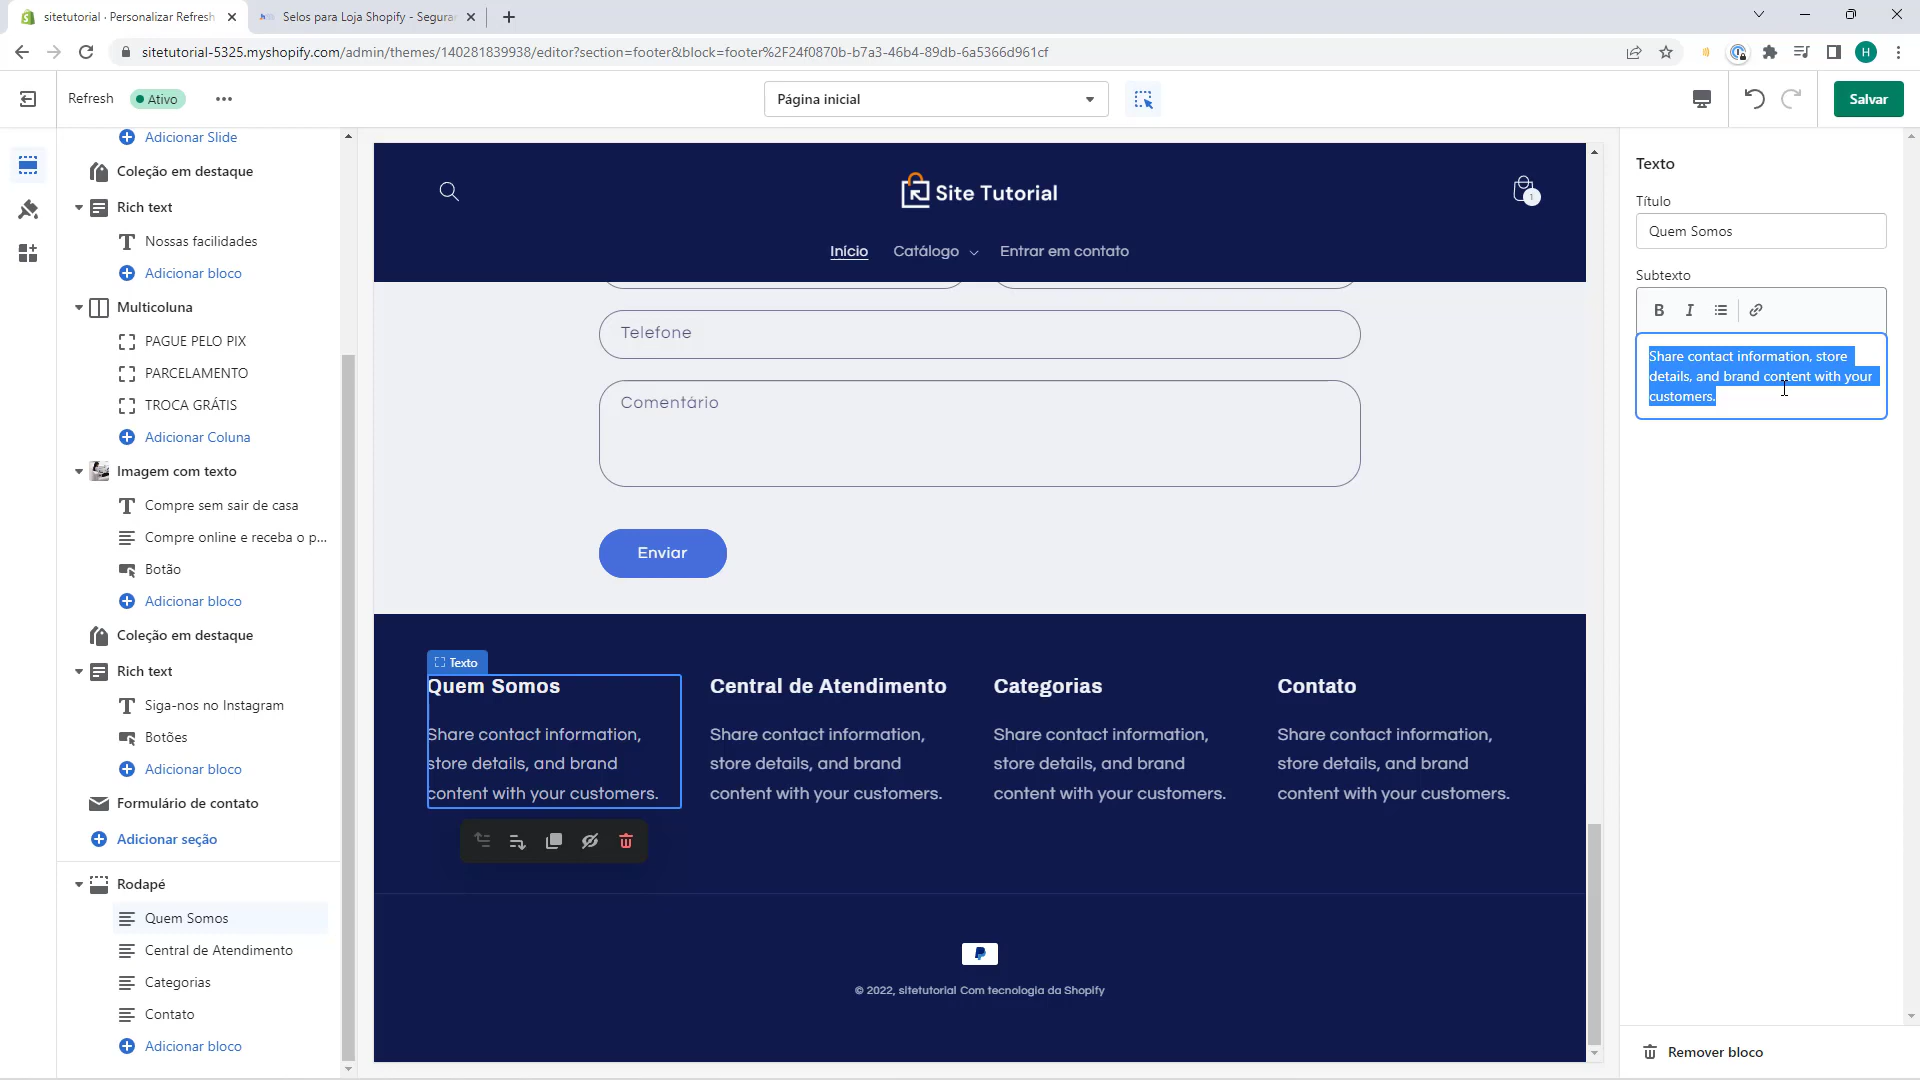 sitetutorial · Personalizar Refresh
Selos para Loja Shopify - Segurar
sitetutorial-5325.myshopify.com/admin/themes/140281839938/editor?section=footer&block=footer%2F24f0870b-b7a3-46b4-89db-6a5366d961cf
H
Refresh
Ativo
Página inicial
Salvar
Adicionar Slide
Coleção em destaque
Rich text
Nossas facilidades
Adicionar bloco
Multicoluna
PAGUE PELO PIX
PARCELAMENTO
TROCA GRÁTIS
Adicionar Coluna
Imagem com texto
Compre sem sair de casa
Compre online e receba o p...
Botão
Adicionar bloco
Coleção em destaque
Rich text
Siga-nos no Instagram
Botões
Adicionar bloco
Formulário de contato
Adicionar seção
Rodapé
Quem Somos
Central de Atendimento
Categorias
Contato
Adicionar bloco
Site Tutorial
1
Início
Catálogo
Entrar em contato
Telefone
Comentário
Enviar
Texto
Quem Somos
Share contact information,
store details, and brand
content with your customers.
Central de Atendimento
Share contact information,
store details, and brand
content with your customers.
Categorias
Share contact information,
store details, and brand
content with your customers.
Contato
Share contact information,
store details, and brand
content with your customers.
© 2022, sitetutorial Com tecnologia da Shopify
Texto
Título
Quem Somos
Subtexto
B I
Share contact information, store
details, and brand content with your
customers.
Remover bloco